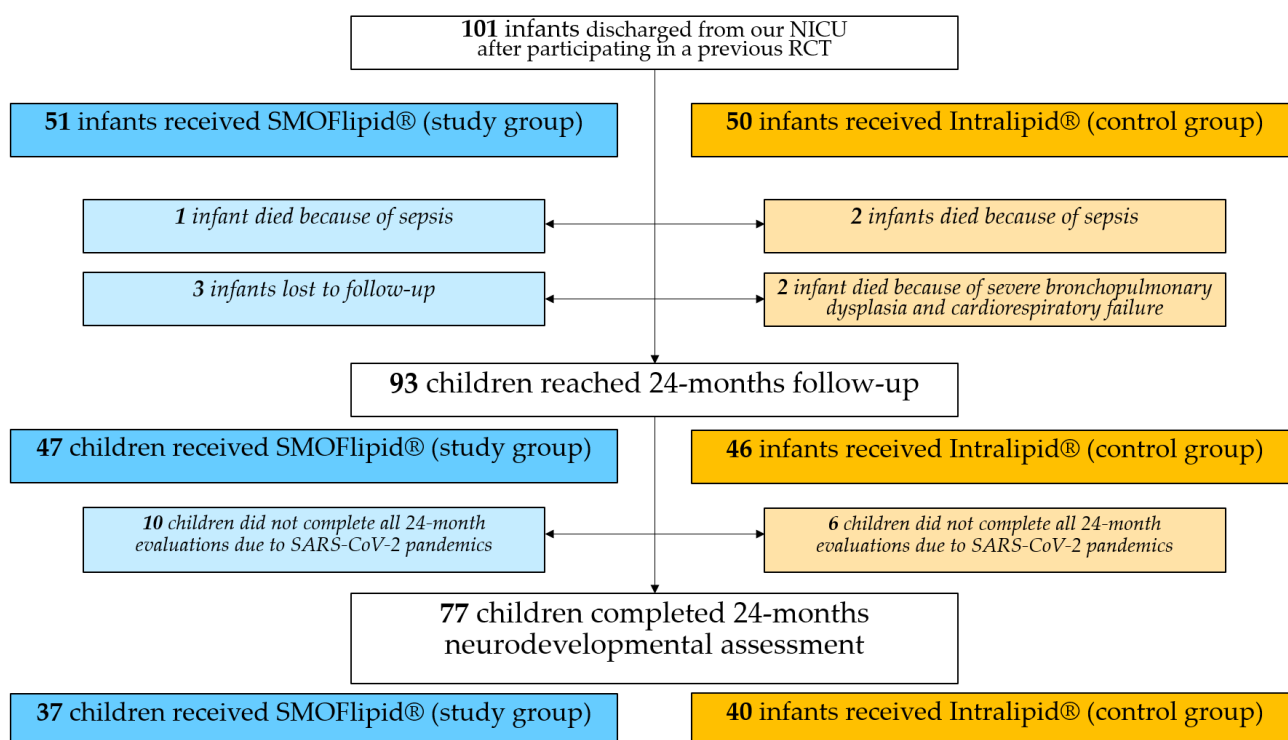 101 infants discharged from our NICU
after participating in a previous RCT
51 infants received SMOFlipid® (study group)
50 infants received Intralipid® (control group)
1 infant died because of sepsis
2 infants died because of sepsis
3 infants lost to follow-up
2 infant died because of severe bronchopulmonary
dysplasia and cardiorespiratory failure
93 children reached 24-months follow-up
47 children received SMOFlipid® (study group)
46 infants received Intralipid® (control group)
10 children did not complete all 24-month
evaluations due to SARS-CoV-2 pandemics
6 children did not complete all 24-month
evaluations due to SARS-CoV-2 pandemics
77 children completed 24-months
neurodevelopmental assessment
37 children received SMOFlipid® (study group)
40 infants received Intralipid® (control group)